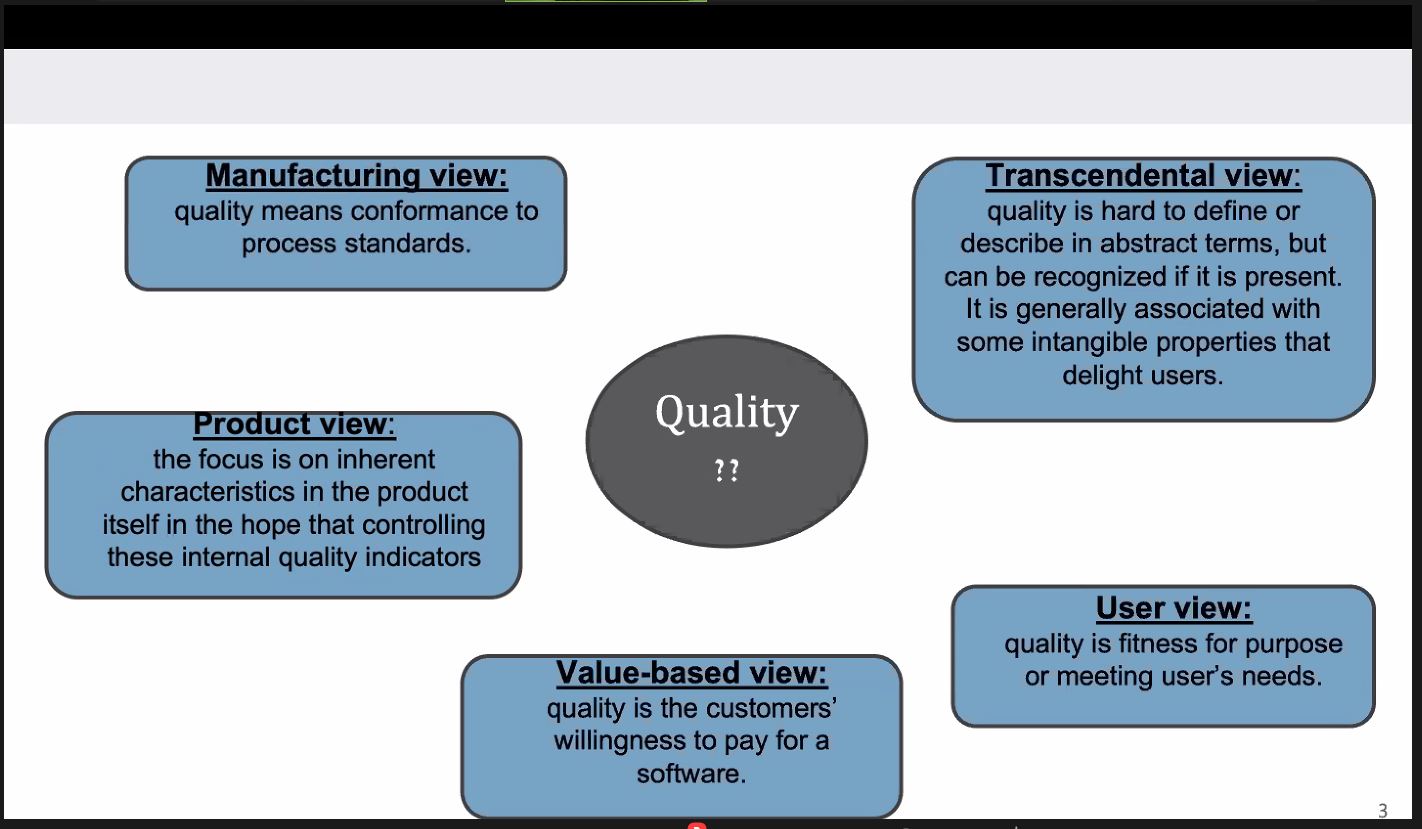 Manufacturing view:
quality means conformance to
process standards.
Transcendental view:
quality is hard to define or
describe in abstract terms, but
can be recognized if it is present.
It is generally associated with
some intangible properties that
delight users.
Quality
??
Product view:
the focus is on inherent
characteristics in the product
itself in the hope that controlling
these internal quality indicators
User view:
quality is fitness for purpose
or meeting user’s needs.
Value-based view:
quality is the customers’
willingness to pay for a
software.
3